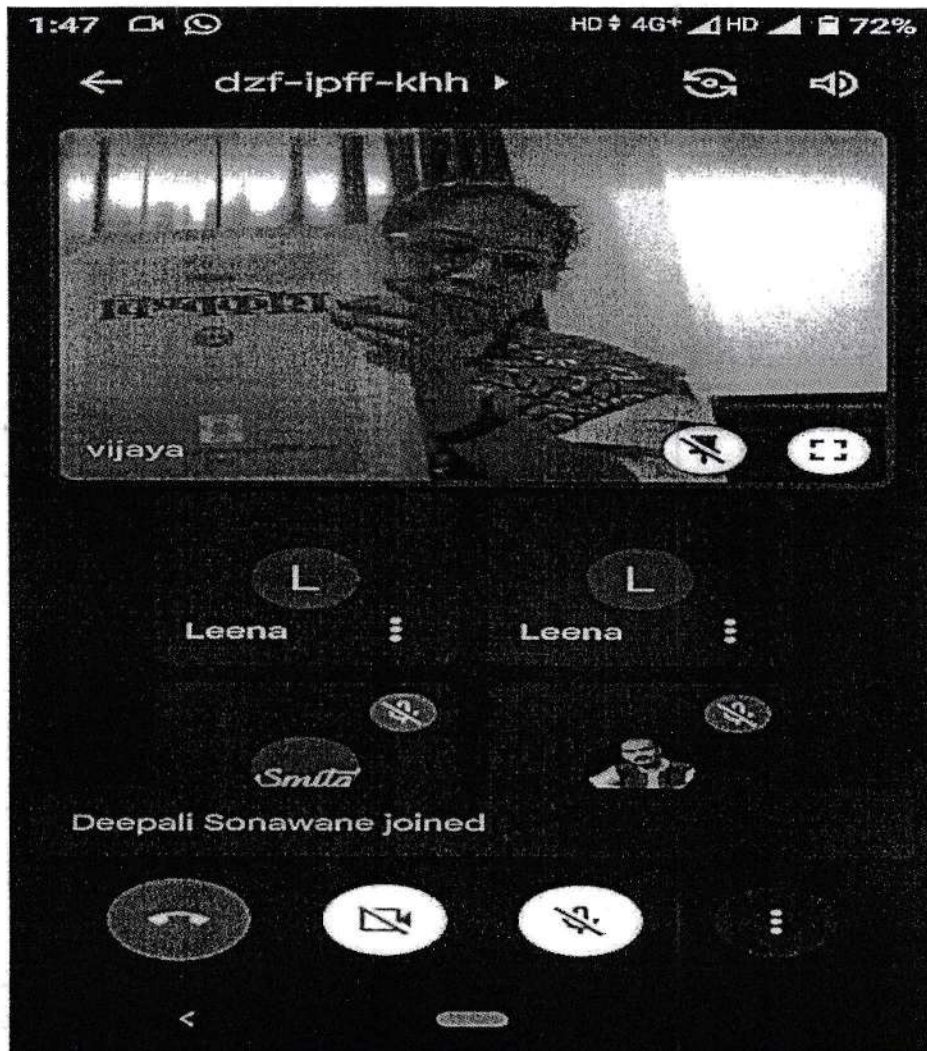 1:47 HD 4G+ HD 72%
dzf-ipff-khh
vijaya
L L
Leena Leena
Smita
Deepali Sonawane joined